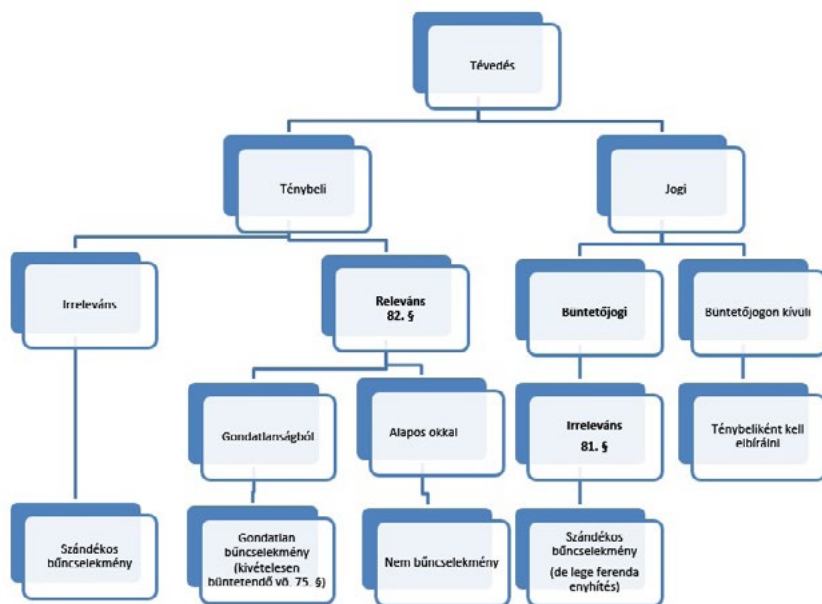 Tévedés
Ténybeli
Jogi
Irreleváns
Releváns
82. §
Büntetőjogi
Büntetőjogon kívüli
Gondatlanságból
Alapos okkal
Irreleváns
81. §
Ténybeliként kell
elbírálni
Szándékos
bűncselekmény
Gondatlan
bűncselekmény
(kivételesen
büntetendő vö. 75. §)
Nem bűncselekmény
Szándékos
bűncselekmény
(de lege ferenda
enyhítés)